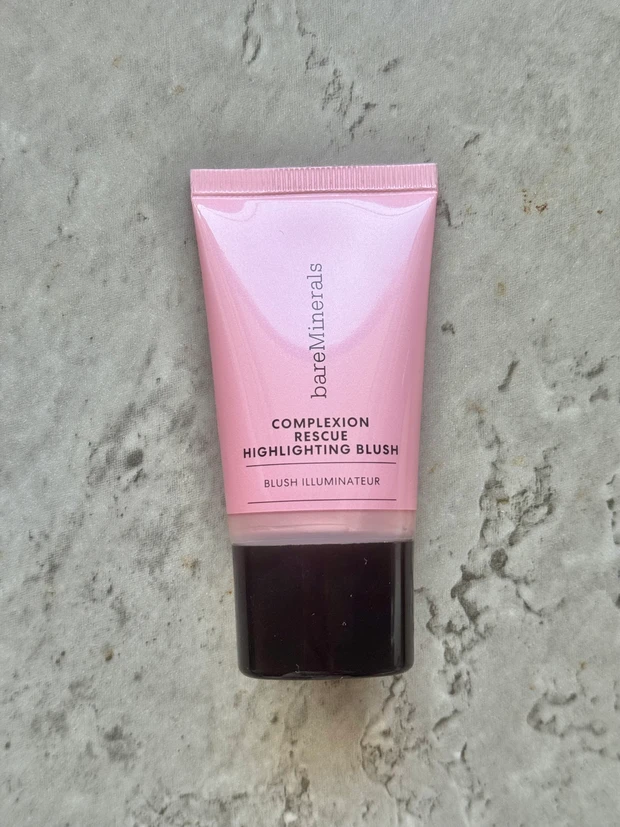 bareMinerals
COMPLEXION
RESCUE
HIGHLIGHTING BLUSH
BLUSH ILLUMINATEUR